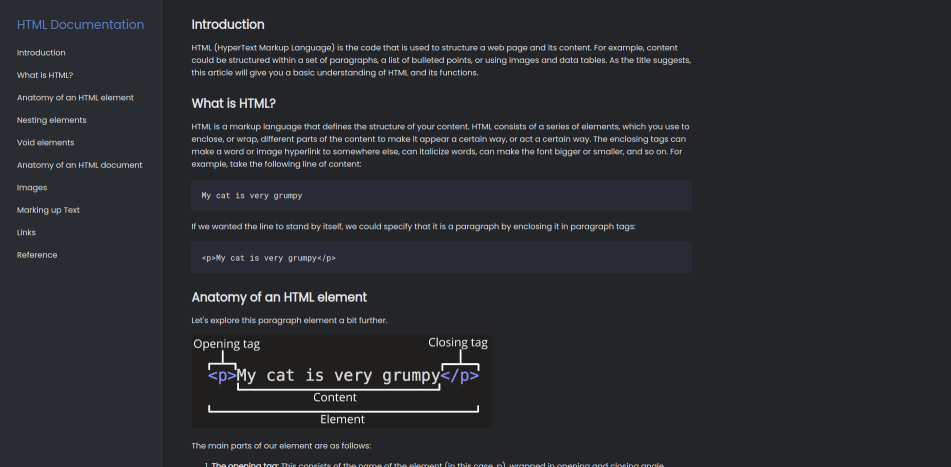 HTML Documentation
Introduction
What is HTML?
Anatomy of an HTML element
Nesting elements
Void elements
Anatomy of an HTML document
Images
Marking up Text
Links
Reference
Introduction
HTML (HyperText Markup Language) is the code that is used to structure a web page and its content. For example, content
could be structured within a set of paragraphs, a list of bulleted points, or using images and data tables. As the title suggests,
this article will give you a basic understanding of HTML and its functions.
What is HTML?
HTML is a markup language that defines the structure of your content. HTML consists of a series of elements, which you use to
enclose, or wrap, different parts of the content to make it appear a certain way, or act a certain way. The enclosing tags can
make a word or image hyperlink to somewhere else, can italicize words, can make the font bigger or smaller, and so on. For
example, take the following line of content:
My cat is very grumpy
If we wanted the line to stand by itself, we could specify that it is a paragraph by enclosing it in paragraph tags:
<p>My cat is very grumpy</p>
Anatomy of an HTML element
Let's explore this paragraph element a bit further.
Opening tag
Closing tag
<p>My cat is very grumpy</p>
Content
Element
The main parts of our element are as follows:
1. The opening tag: This consists of the name of the element (in this case, p), wrapped in opening and closing angle